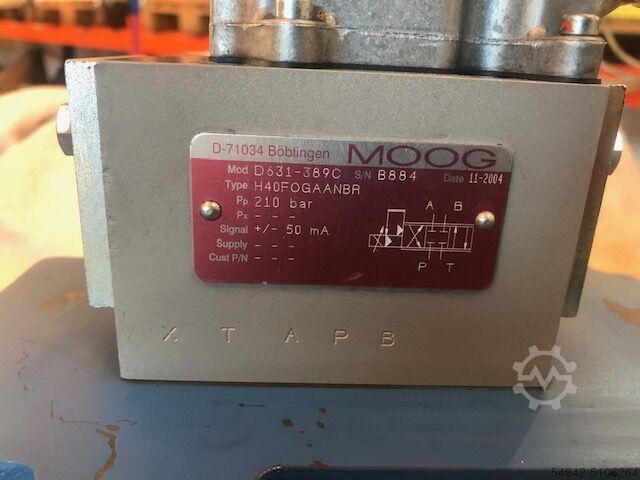 D-71034 Böblingen MOOG
Mod D631-389C S/N B884 Date 11-2004
Type H40FOGAANBR
Pp 210 bar
Px - - -
Signal +/- 50 mA
Supply - - -
Cust P/N - - -
A B
P T
X T A P B
54842-5106264